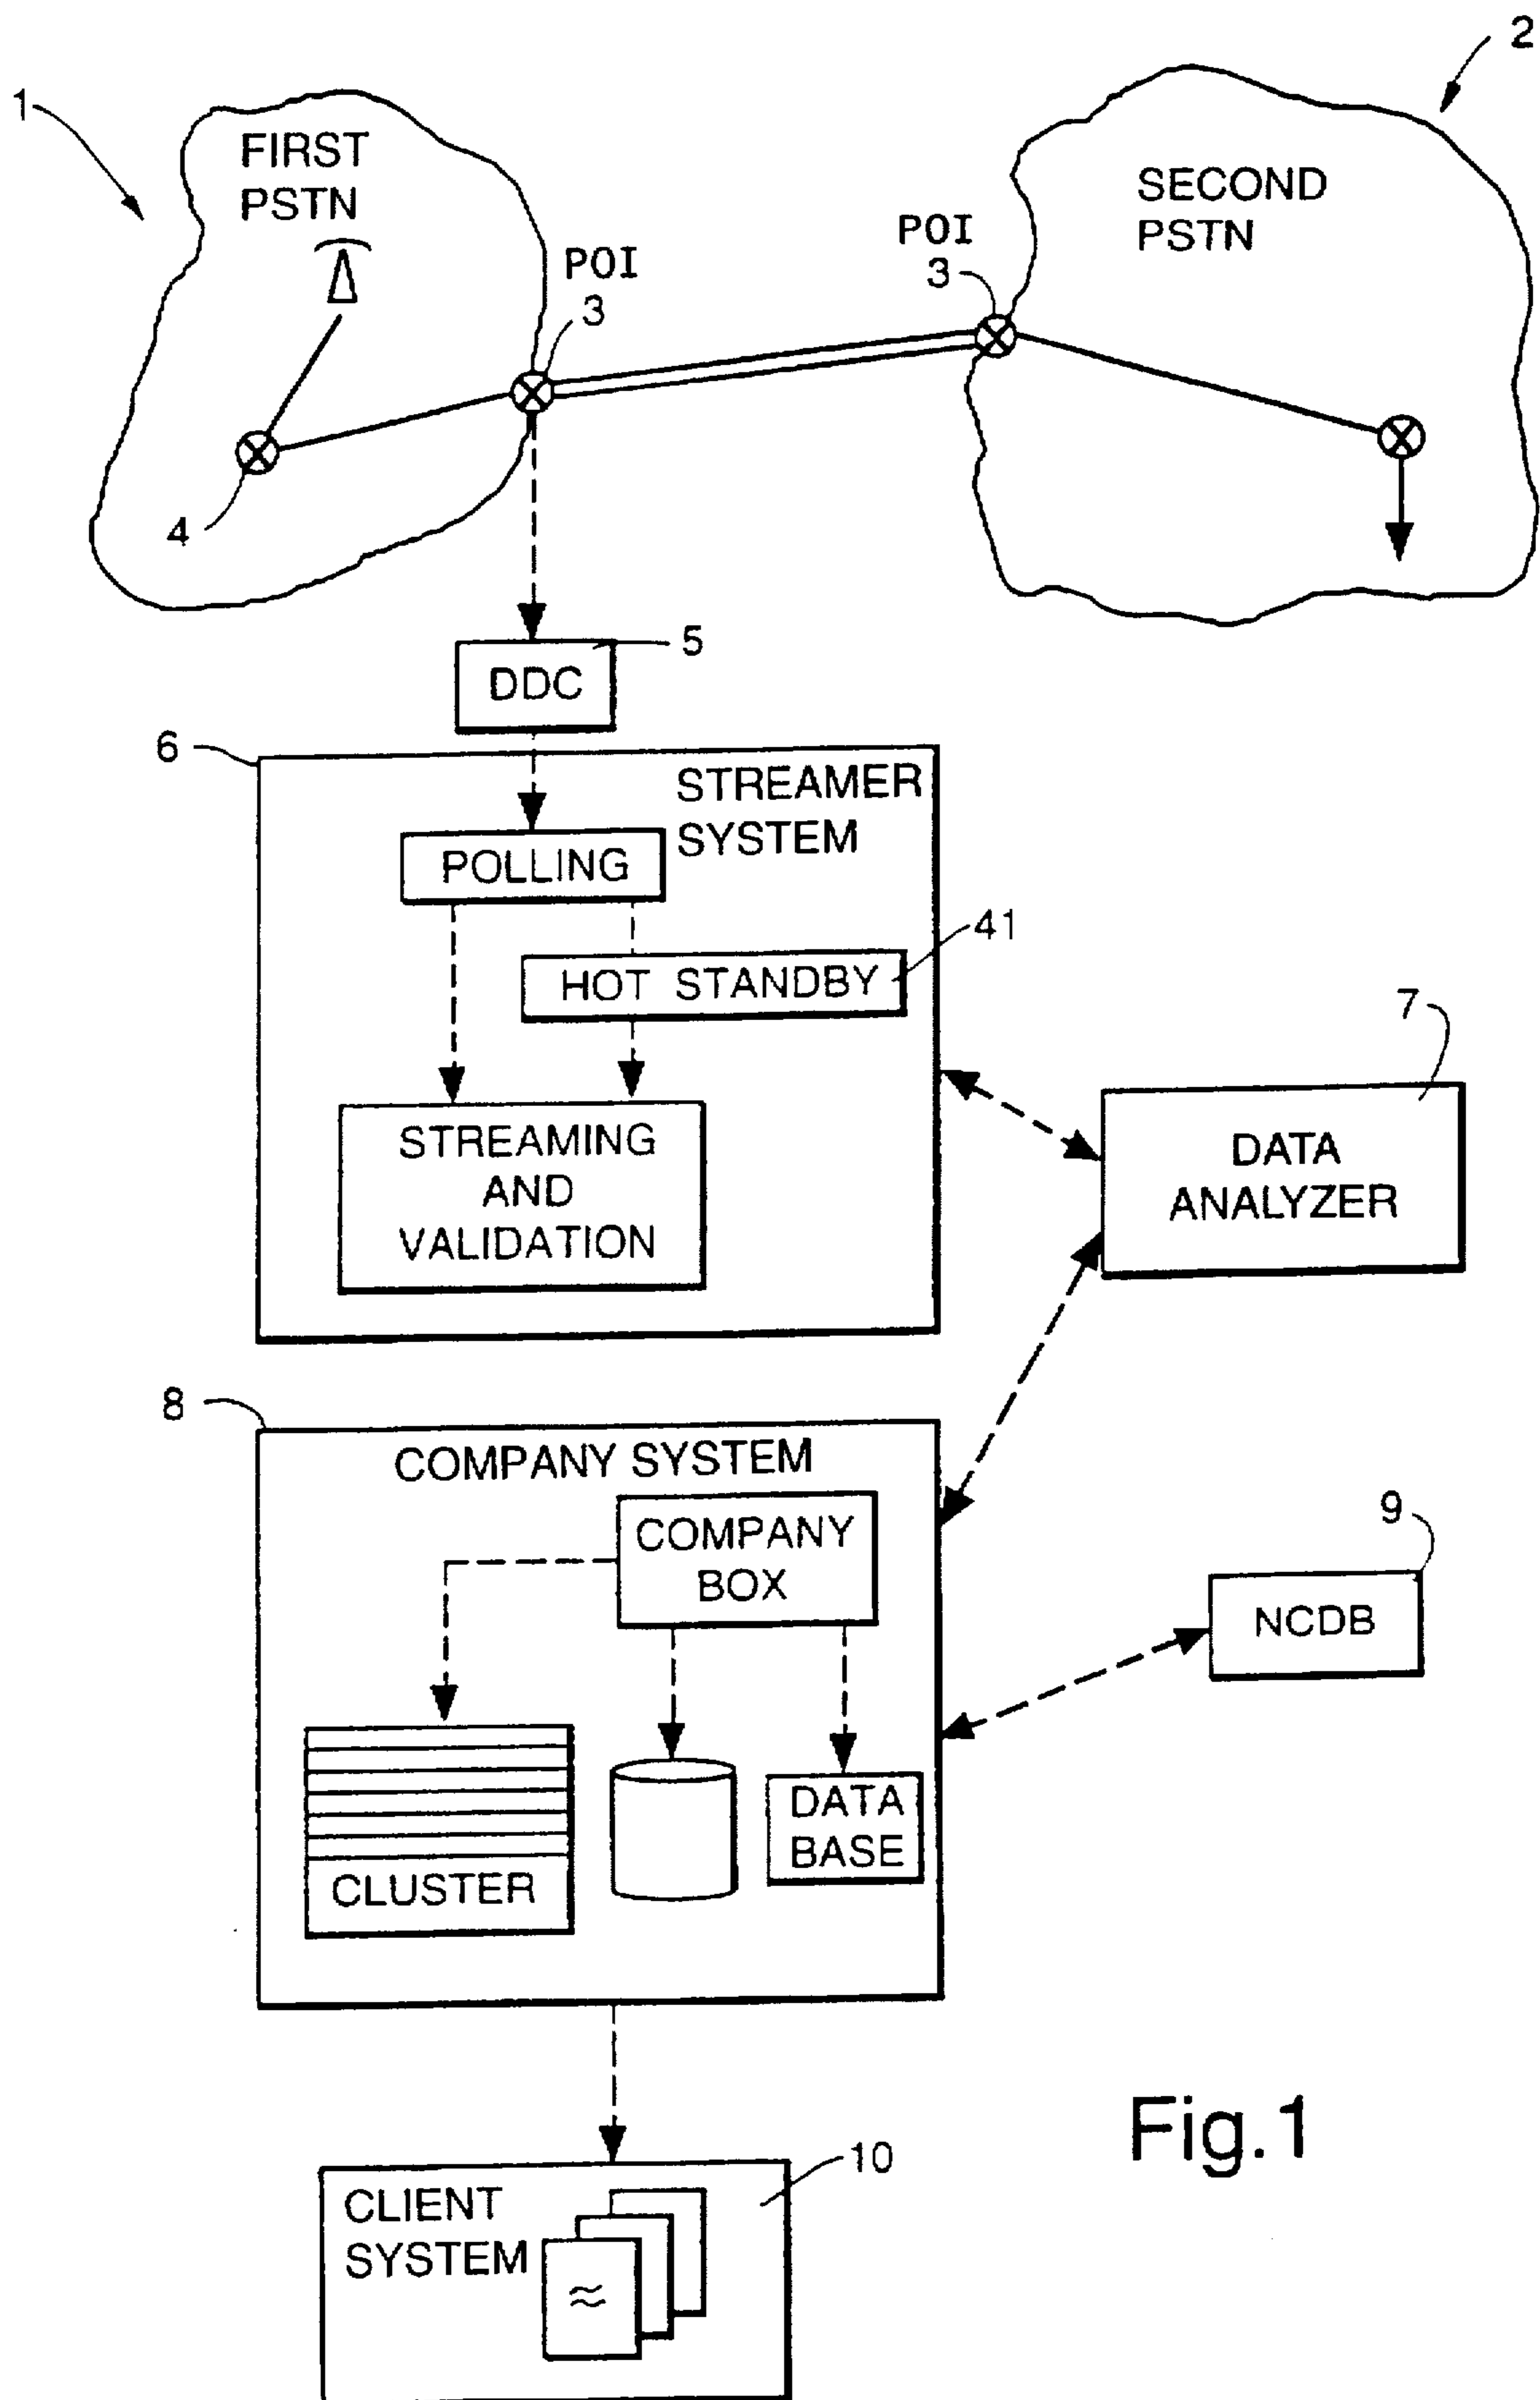 2
1
FIRST
PSTN
SECOND
PSTN
POI
3
POI
3
4
5
DDC
6
STREAMER
SYSTEM
POLLING
41
HOT STANDBY
7
STREAMING
AND
VALIDATION
DATA
ANALYZER
8
COMPANY SYSTEM
COMPANY
BOX
9
NCDB
DATA
BASE
CLUSTER
Fig.1
10
CLIENT
SYSTEM